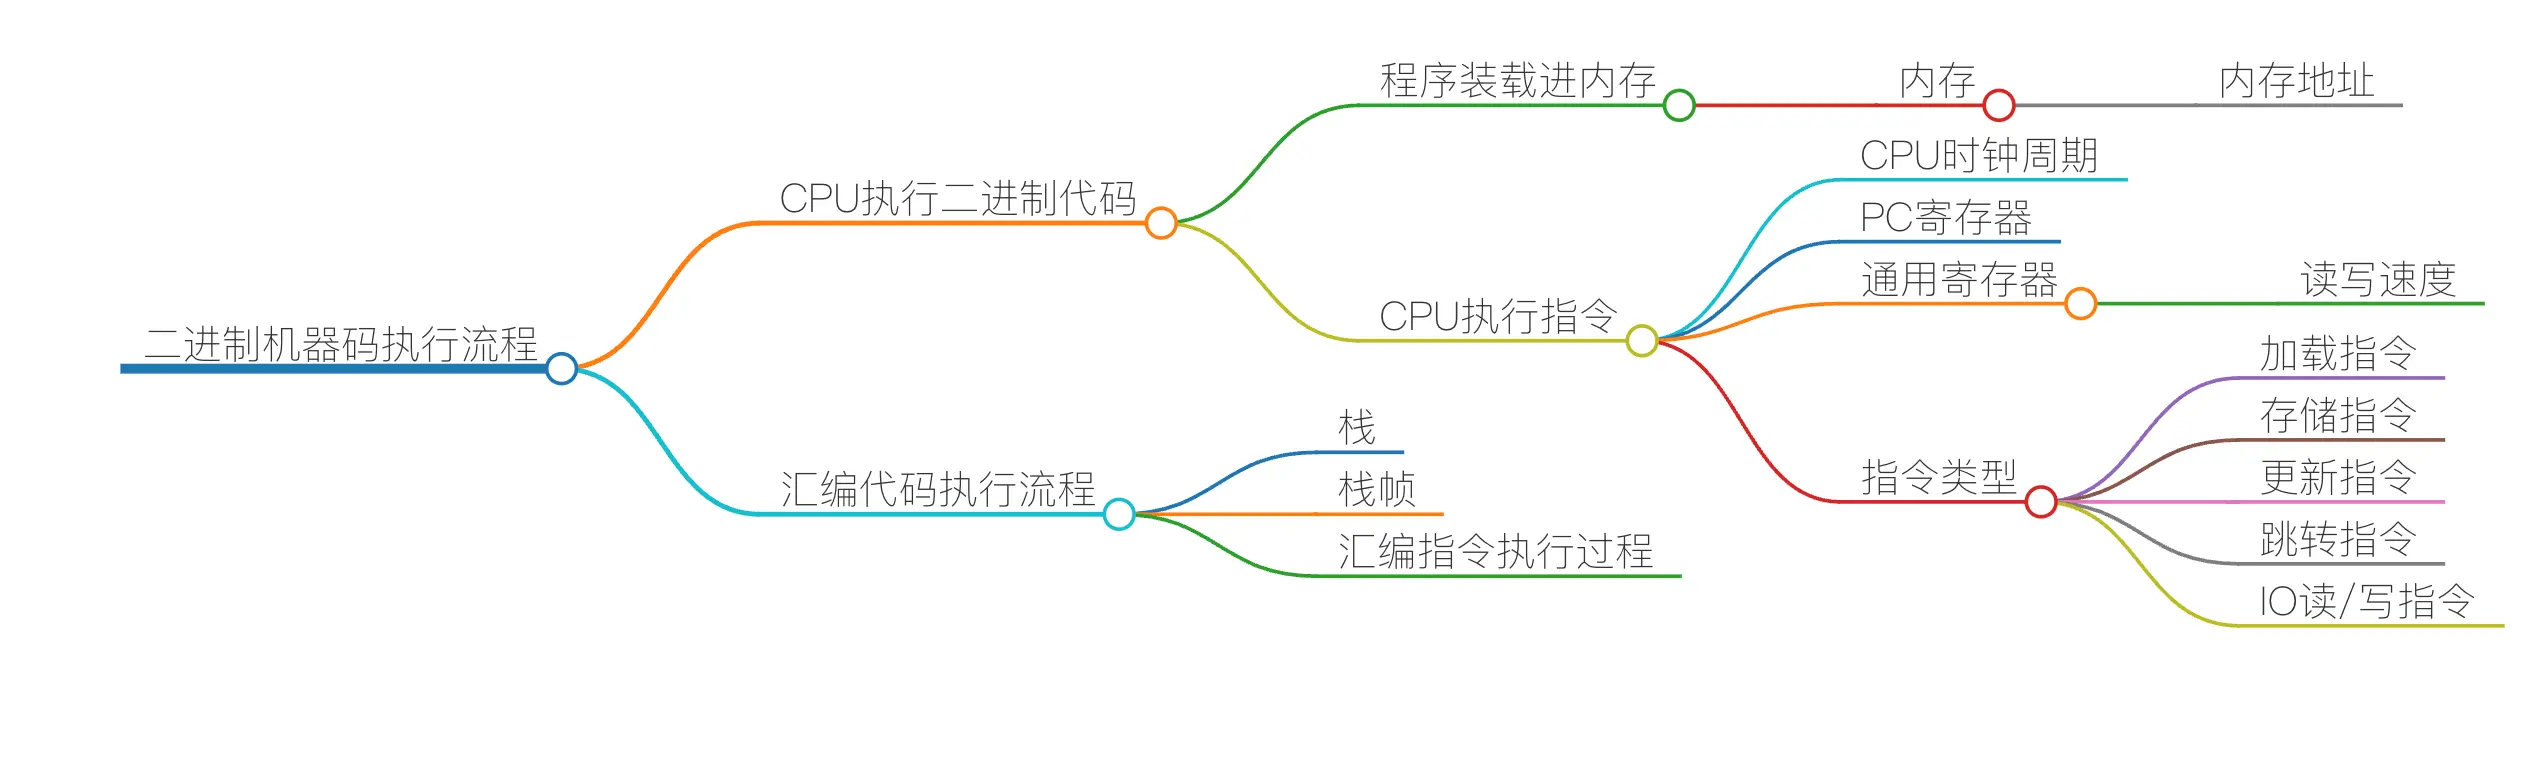 二进制机器码执行流程
CPU执行二进制代码
程序装载进内存
内存
内存地址
CPU执行指令
CPU时钟周期
PC寄存器
通用寄存器
读写速度
指令类型
加载指令
存储指令
更新指令
跳转指令
IO读/写指令
汇编代码执行流程
栈
栈帧
汇编指令执行过程